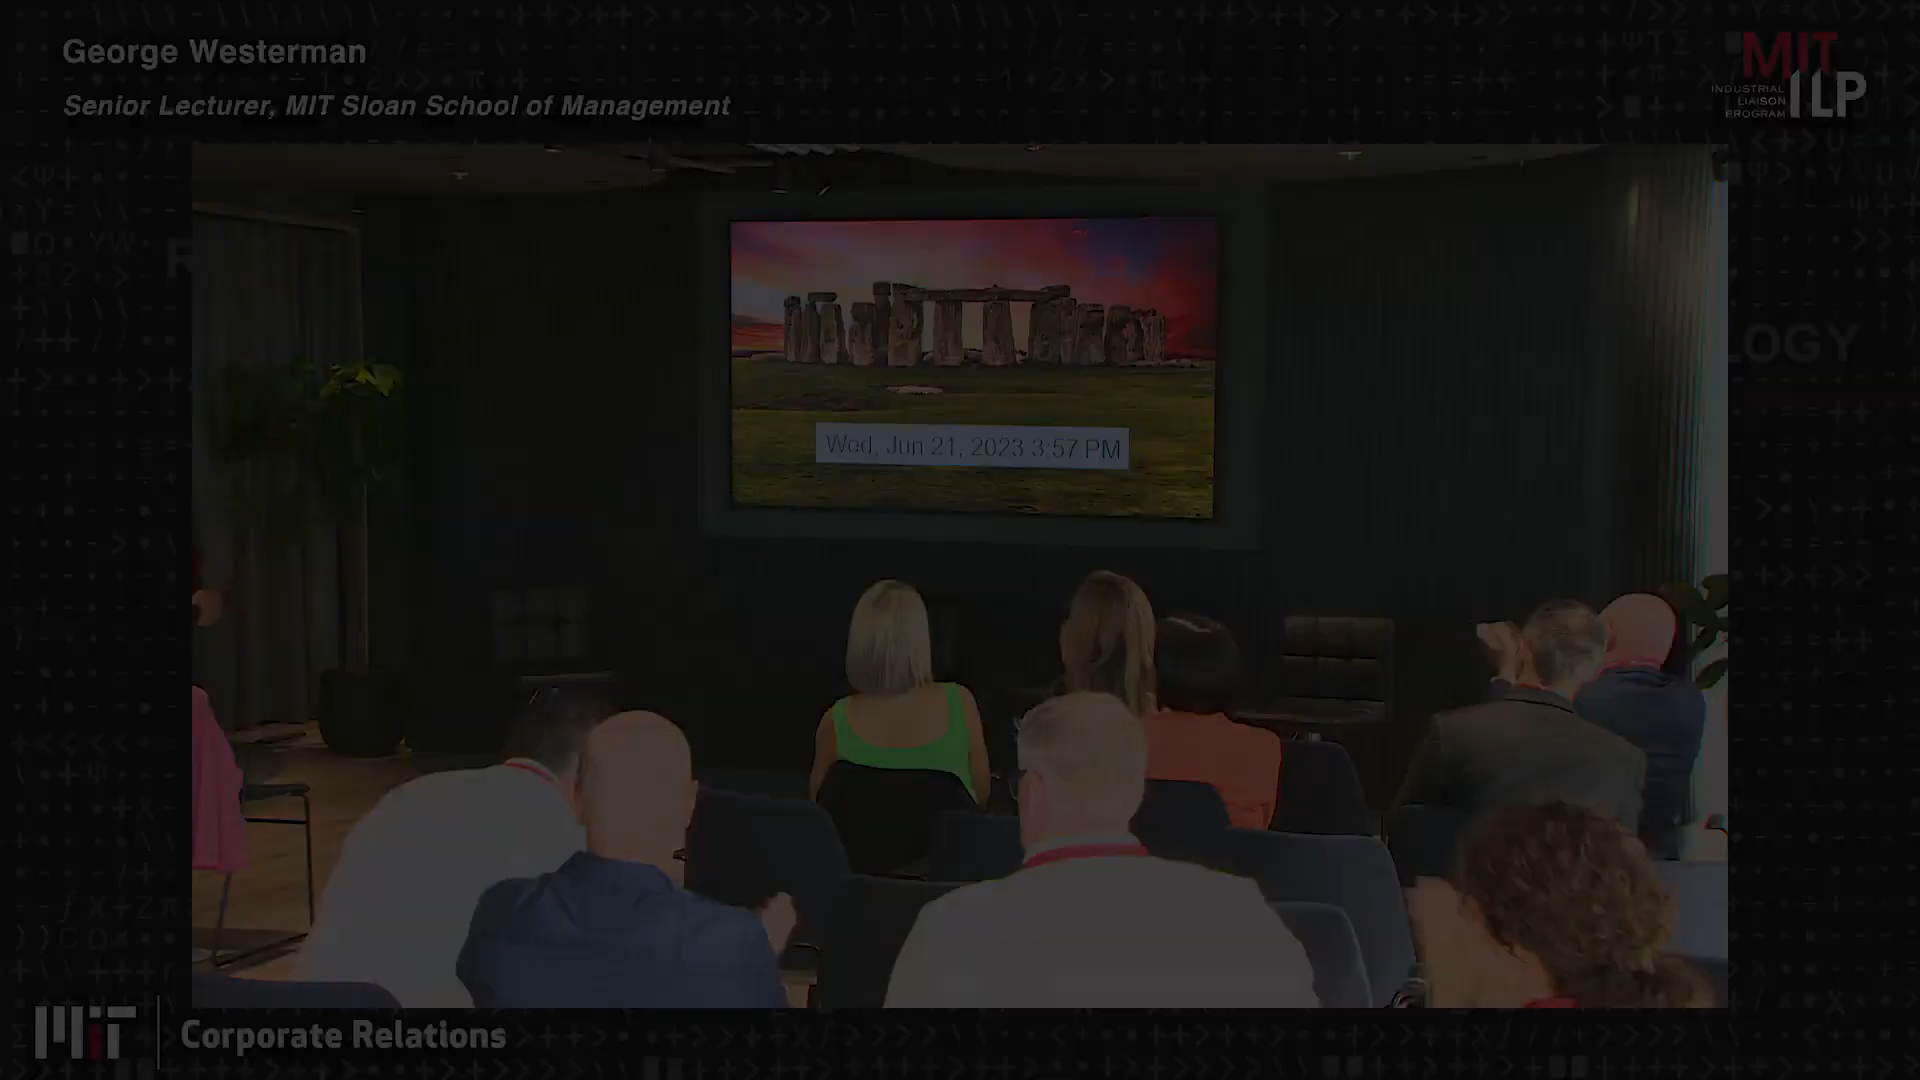 George Westerman
Senior Lecturer, MIT Sloan School of Management
MIT
INDUSTRIAL
LIAISON
PROGRAM
ILP
LOGY
Wed, Jun 21, 2023 3:57 PM
MIT
Corporate Relations